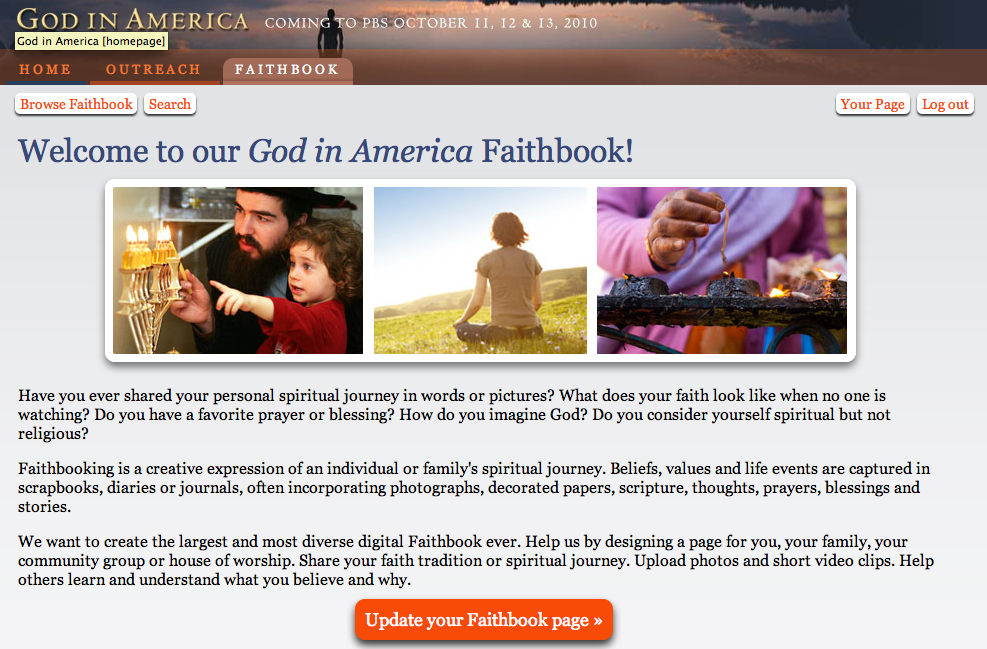 GOD IN AMERICA COMING TO PBS OCTOBER 11, 12 & 13, 2010
God in America [homepage]
HOME OUTREACH FAITHBOOK
Browse Faithbook Search Your Page Log out
Welcome to our God in America Faithbook!
Have you ever shared your personal spiritual journey in words or pictures? What does your faith look like when no one is
watching? Do you have a favorite prayer or blessing? How do you imagine God? Do you consider yourself spiritual but not
religious?
Faithbooking is a creative expression of an individual or family's spiritual journey. Beliefs, values and life events are captured in
scrapbooks, diaries or journals, often incorporating photographs, decorated papers, scripture, thoughts, prayers, blessings and
stories.
We want to create the largest and most diverse digital Faithbook ever. Help us by designing a page for you, your family, your
community group or house of worship. Share your faith tradition or spiritual journey. Upload photos and short video clips. Help
others learn and understand what you believe and why.
Update your Faithbook page »